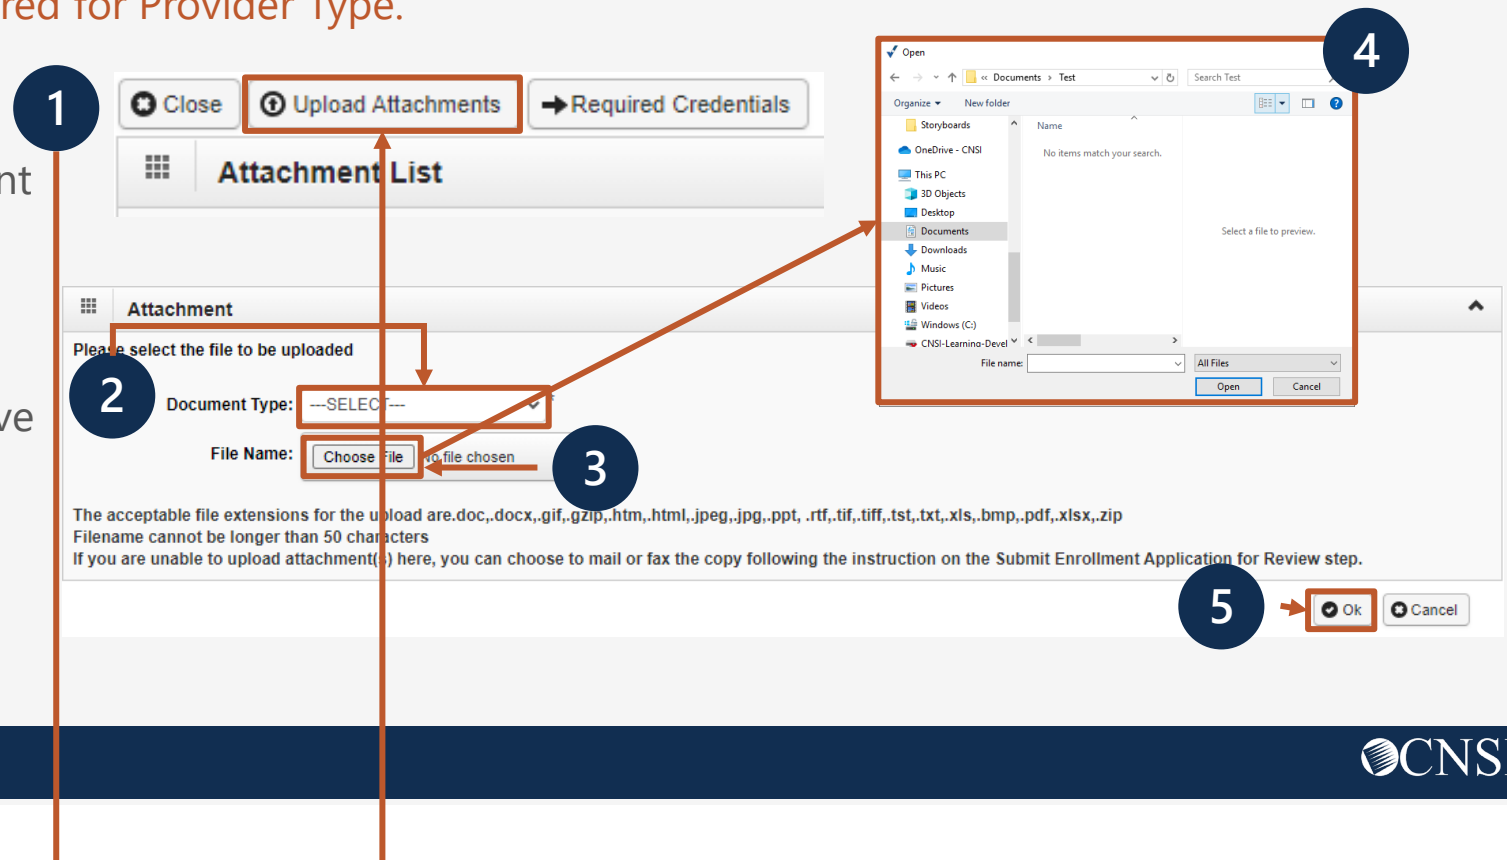 red for Provider Type.
1
Close
Upload Attachments
Required Credentials
Attachment List
nt
ve
4
Open
« Documents › Test
Search Test
Organize
New folder
Storyboards
OneDrive - CNSI
This PC
3D Objects
Desktop
Documents
Downloads
Music
Pictures
Videos
Windows (C:)
CNSI-Learning-Devel
Name
No items match your search.
Select a file to preview.
File name:
All Files
Open
Cancel
Attachment
Please select the file to be uploaded
2
Document Type:
---SELECT---
*
File Name:
Choose File
No file chosen
3
The acceptable file extensions for the upload are.doc,.docx,.gif,.gzip,.htm,.html,.jpeg,.jpg,.ppt, .rtf,.tif,.tiff,.tst,.txt,.xls,.bmp,.pdf,.xlsx,.zip
Filename cannot be longer than 50 characters
If you are unable to upload attachment(s) here, you can choose to mail or fax the copy following the instruction on the Submit Enrollment Application for Review step.
5
Ok
Cancel
CNSI